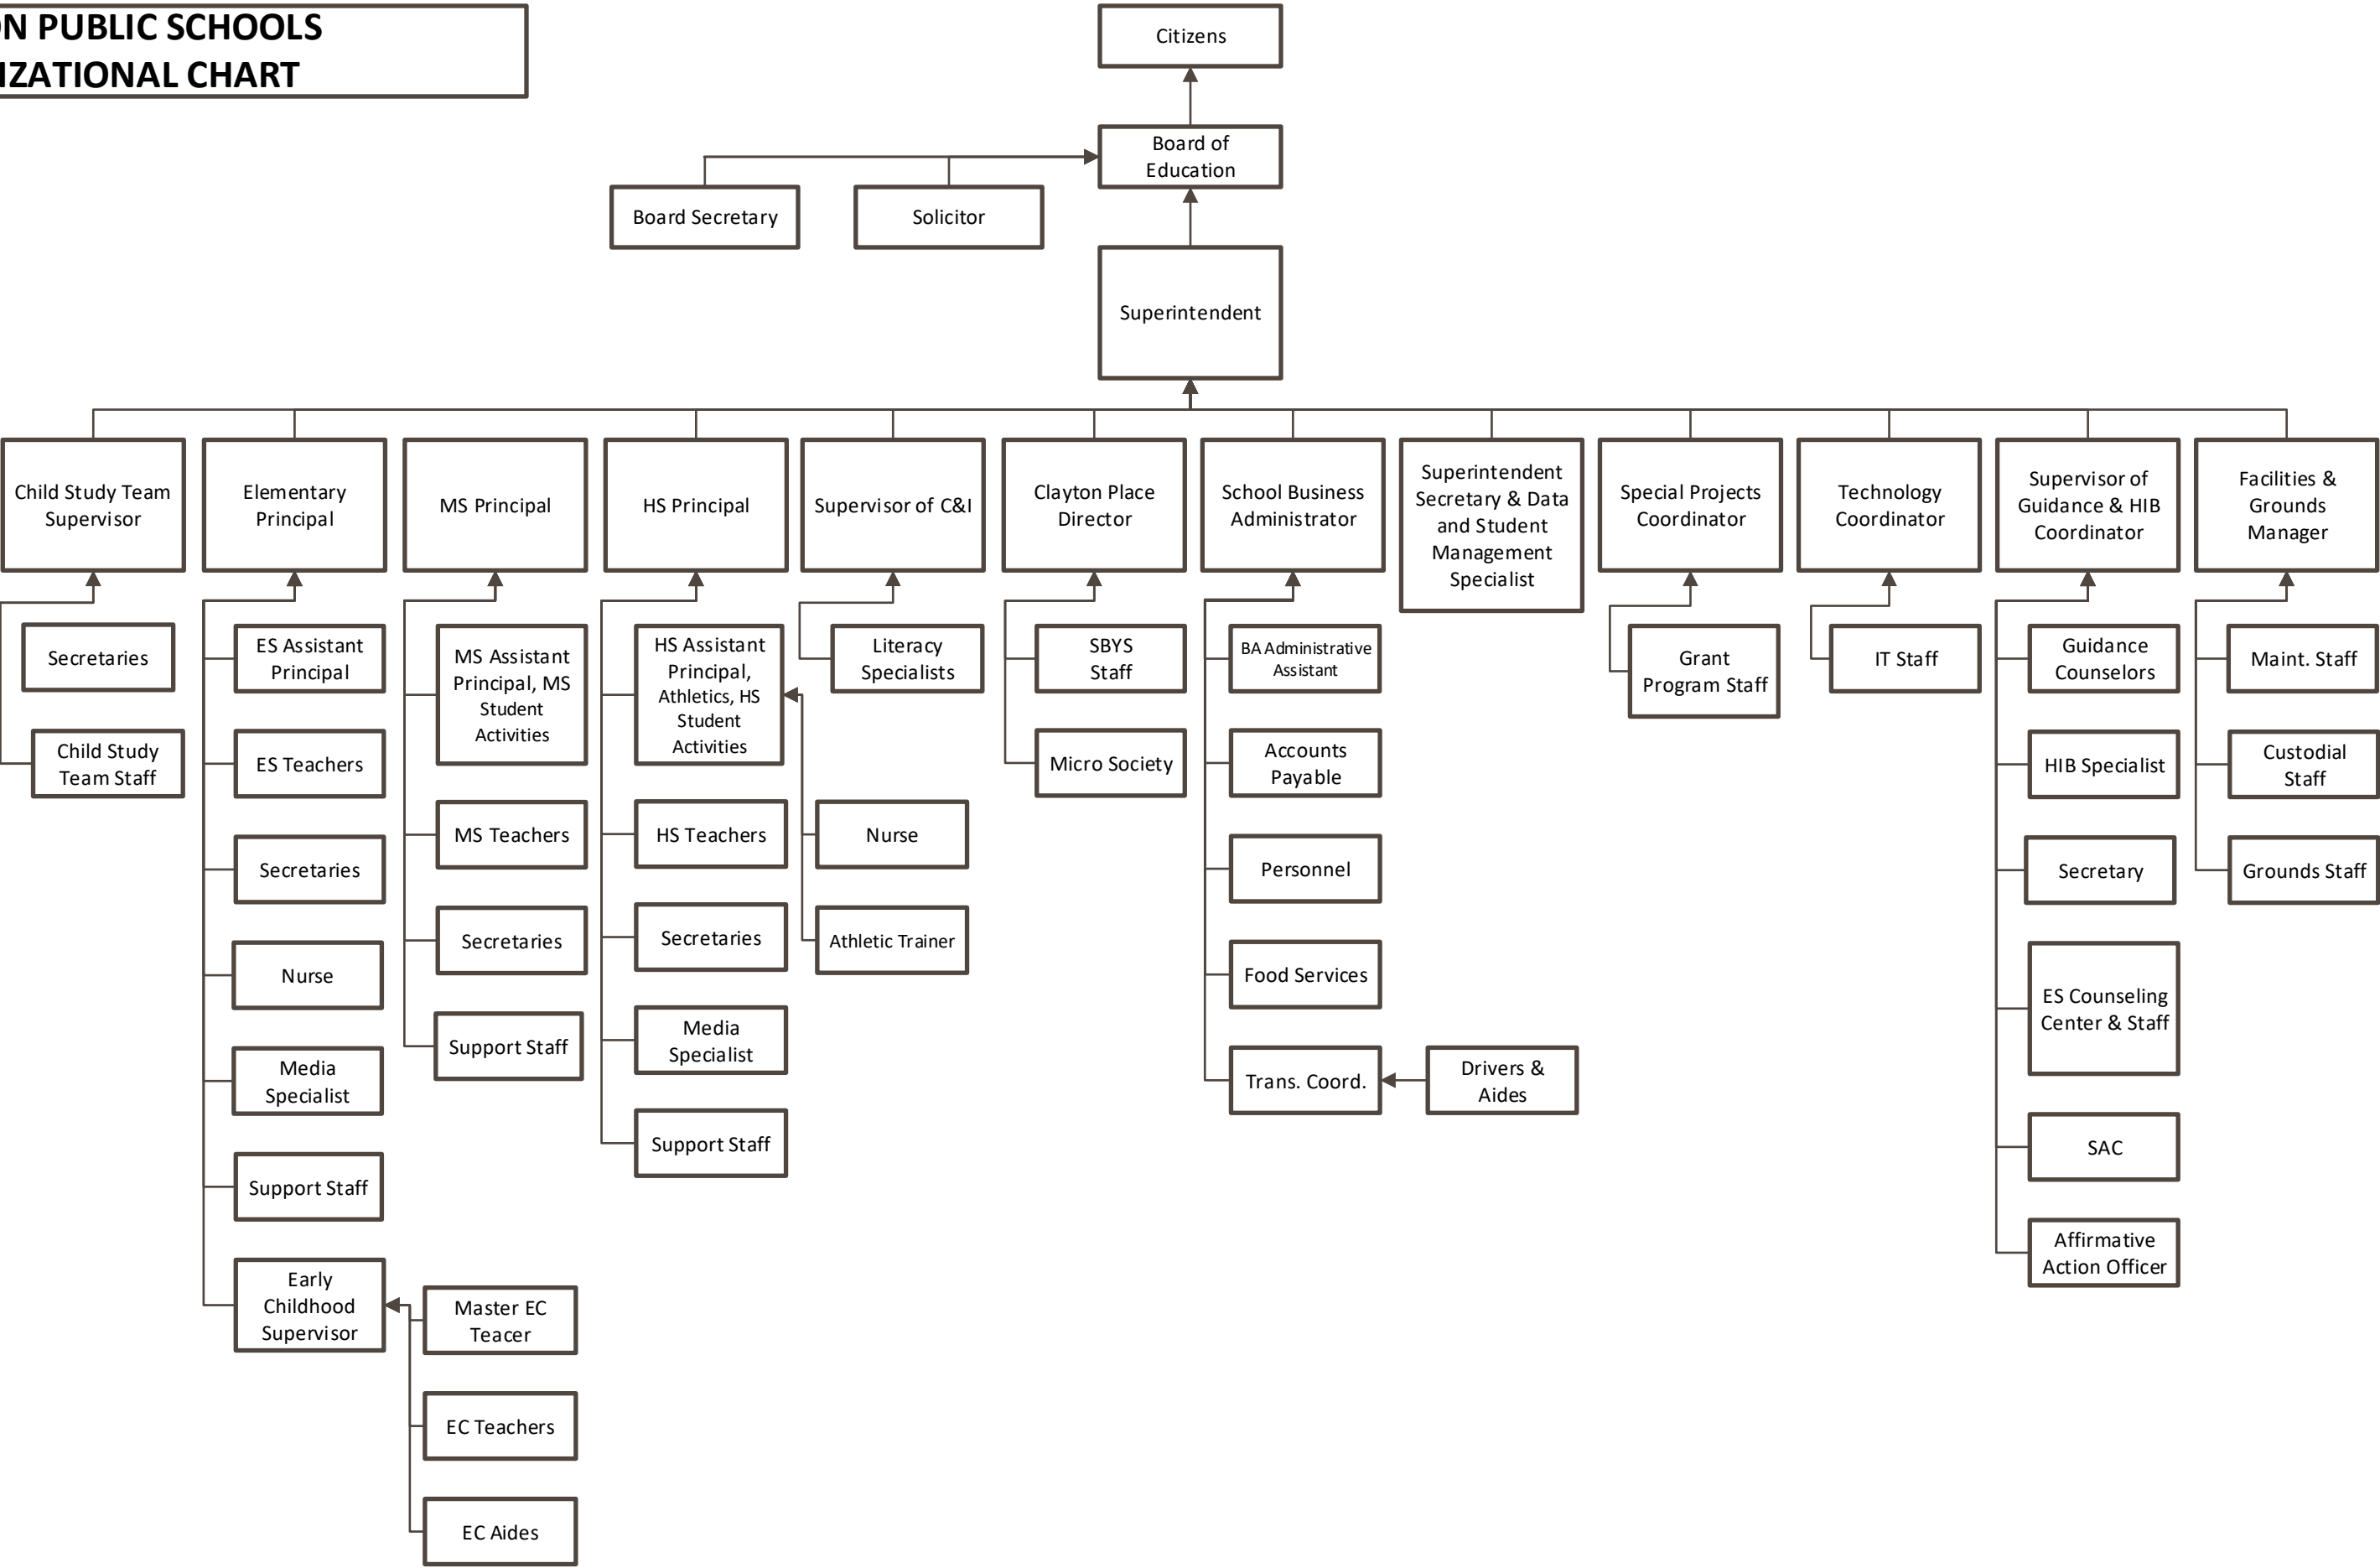 PUBLIC SCHOOLS
CHART
Citizens
Board of
Education
Board Secretary
Solicitor
Superintendent
Child Study Team
Supervisor
Elementary
Principal
MS Principal
HS Principal
Supervisor of C&I
Clayton Place
Director
School Business
Administrator
Superintendent
Secretary & Data
and Student
Management
Specialist
Special Projects
Coordinator
Technology
Coordinator
Supervisor of
Guidance & HIB
Coordinator
Facilities &
Grounds
Manager
Secretaries
Child Study
Team Staff
ES Assistant
Principal
ES Teachers
Secretaries
Nurse
Media
Specialist
Support Staff
Early
Childhood
Supervisor
Master EC
Teacer
EC Teachers
EC Aides
MS Assistant
Principal, MS
Student
Activities
MS Teachers
Secretaries
Support Staff
HS Assistant
Principal,
Athletics, HS
Student
Activities
HS Teachers
Secretaries
Media
Specialist
Support Staff
Nurse
Athletic Trainer
Literacy
Specialists
SBYS
Staff
Micro Society
BA Administrative
Assistant
Accounts
Payable
Personnel
Food Services
Trans. Coord.
Drivers &
Aides
Grant
Program Staff
IT Staff
Guidance
Counselors
HIB Specialist
Secretary
ES Counseling
Center & Staff
SAC
Affirmative
Action Officer
Maint. Staff
Custodial
Staff
Grounds Staff